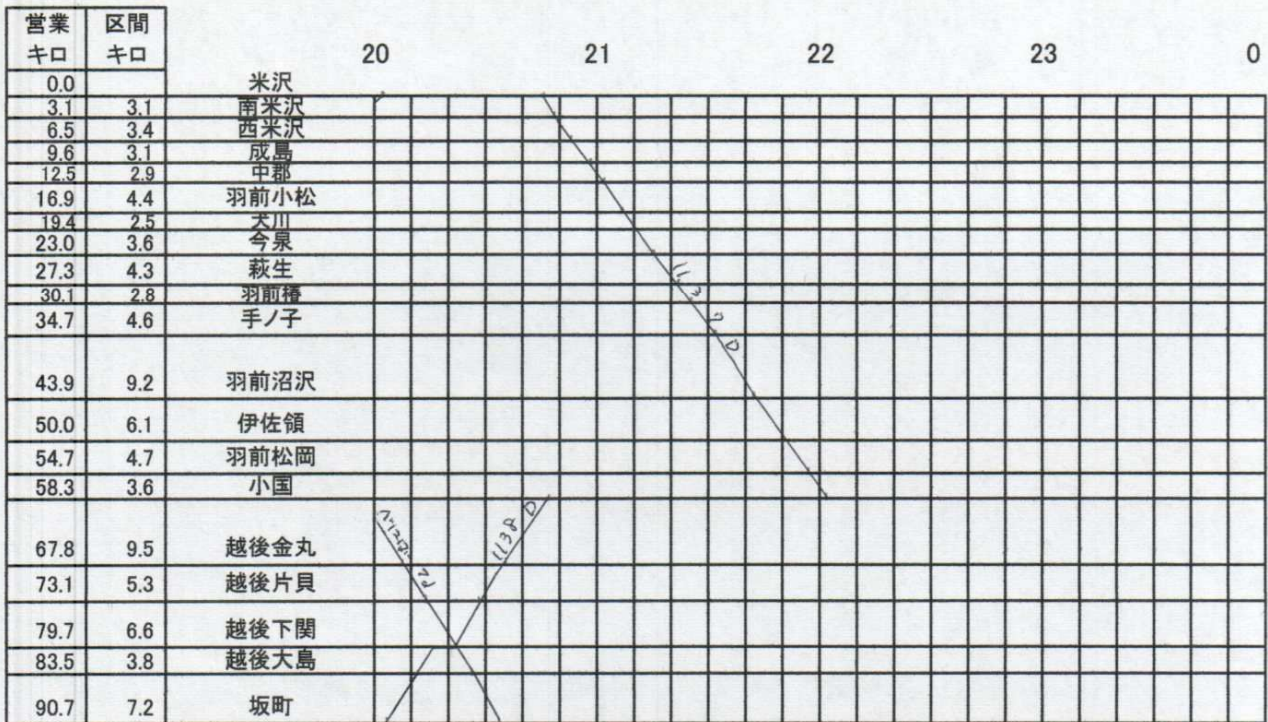 営業 区間
キロ キロ 20 21 22 23 0
0.0 米沢
3.1 3.1 南米沢
6.5 3.4 西米沢
9.6 3.1 成島
12.5 2.9 中郡
16.9 4.4 羽前小松
19.4 2.5 犬川
23.0 3.6 今泉
27.3 4.3 萩生
30.1 2.8 羽前椿
34.7 4.6 手ノ子
43.9 9.2 羽前沼沢
50.0 6.1 伊佐領
54.7 4.7 羽前松岡
58.3 3.6 小国
67.8 9.5 越後金丸
73.1 5.3 越後片貝
79.7 6.6 越後下関
83.5 3.8 越後大島
90.7 7.2 坂町
1138 D